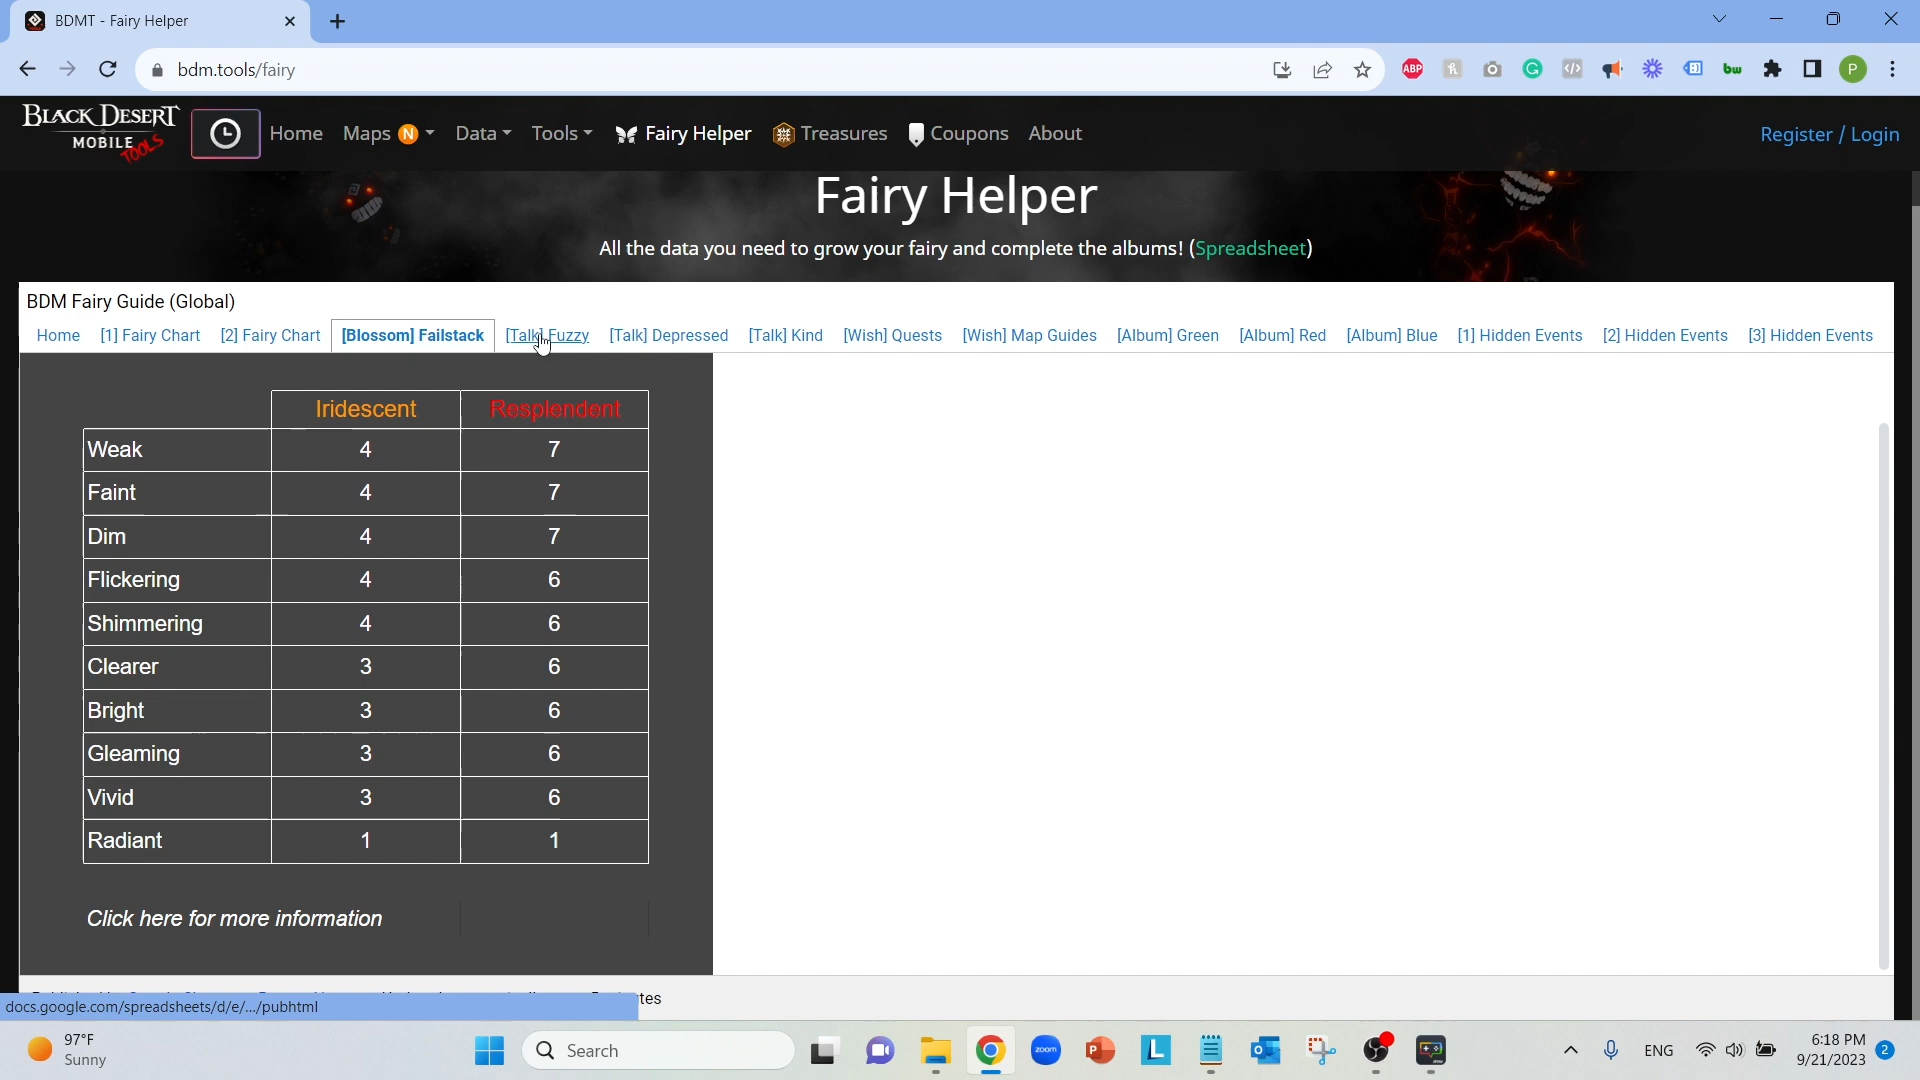 BDMT - Fairy Helper
bdm.tools/fairy
ABP
bw
P
BLACK DESERT
MOBILE
TOOLS
Home Maps N Data Tools Fairy Helper Treasures Coupons About
Register / Login
Fairy Helper
All the data you need to grow your fairy and complete the albums! (Spreadsheet)
BDM Fairy Guide (Global)
Home [1] Fairy Chart [2] Fairy Chart [Blossom] Failstack [Talk] Fuzzy [Talk] Depressed [Talk] Kind [Wish] Quests [Wish] Map Guides [Album] Green [Album] Red [Album] Blue [1] Hidden Events [2] Hidden Events [3] Hidden Events
Iridescent Resplendent
Weak 4 7
Faint 4 7
Dim 4 7
Flickering 4 6
Shimmering 4 6
Clearer 3 6
Bright 3 6
Gleaming 3 6
Vivid 3 6
Radiant 1 1
Click here for more information
tes
docs.google.com/spreadsheets/d/e/.../pubhtml
97°F
Sunny
Search
zoom
ENG
6:18 PM
9/21/2023
2